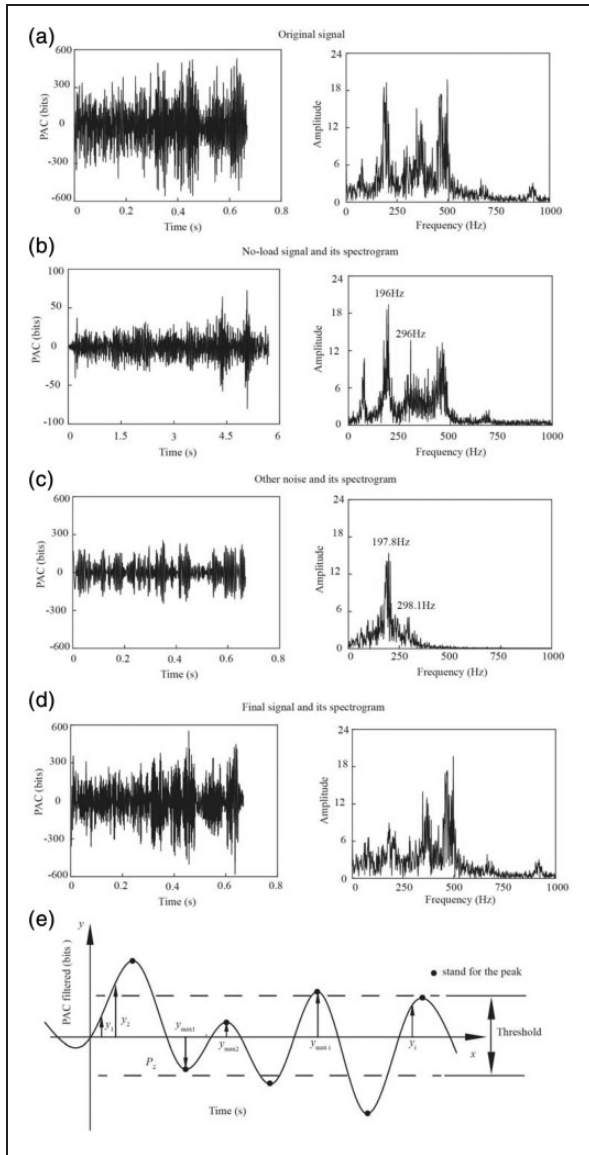 (a)
Original signal
PAC (bits)
600
300
0
-300
-600
0 0.2 0.4 0.6 0.8
Time (s)
Amplitude
24
18
12
6
0
0 250 500 750 1000
Frequency (Hz)
(b)
No-load signal and its spectrogram
PAC (bits)
100
50
0
-50
-100
0 1.5 3 4.5 6
Time (s)
Amplitude
24
18
12
6
0
196Hz
296Hz
0 250 500 750 1000
Frequency (Hz)
(c)
Other noise and its spectrogram
PAC (bits)
600
300
0
-300
-600
0 0.2 0.4 0.6 0.8
Time (s)
Amplitude
24
18
12
6
0
197.8Hz
298.1Hz
0 250 500 750 1000
Frequency (Hz)
(d)
Final signal and its spectrogram
PAC (bits)
600
300
0
-300
-600
0 0.2 0.4 0.6 0.8
Time (s)
Amplitude
24
18
12
6
0
0 250 500 750 1000
Frequency (Hz)
(e)
y
PAC filtered (bits )
● stand for the peak
y1
y2
ymax1
ymax2
ymax i
yi
x
Threshold
Pz
Time (s)